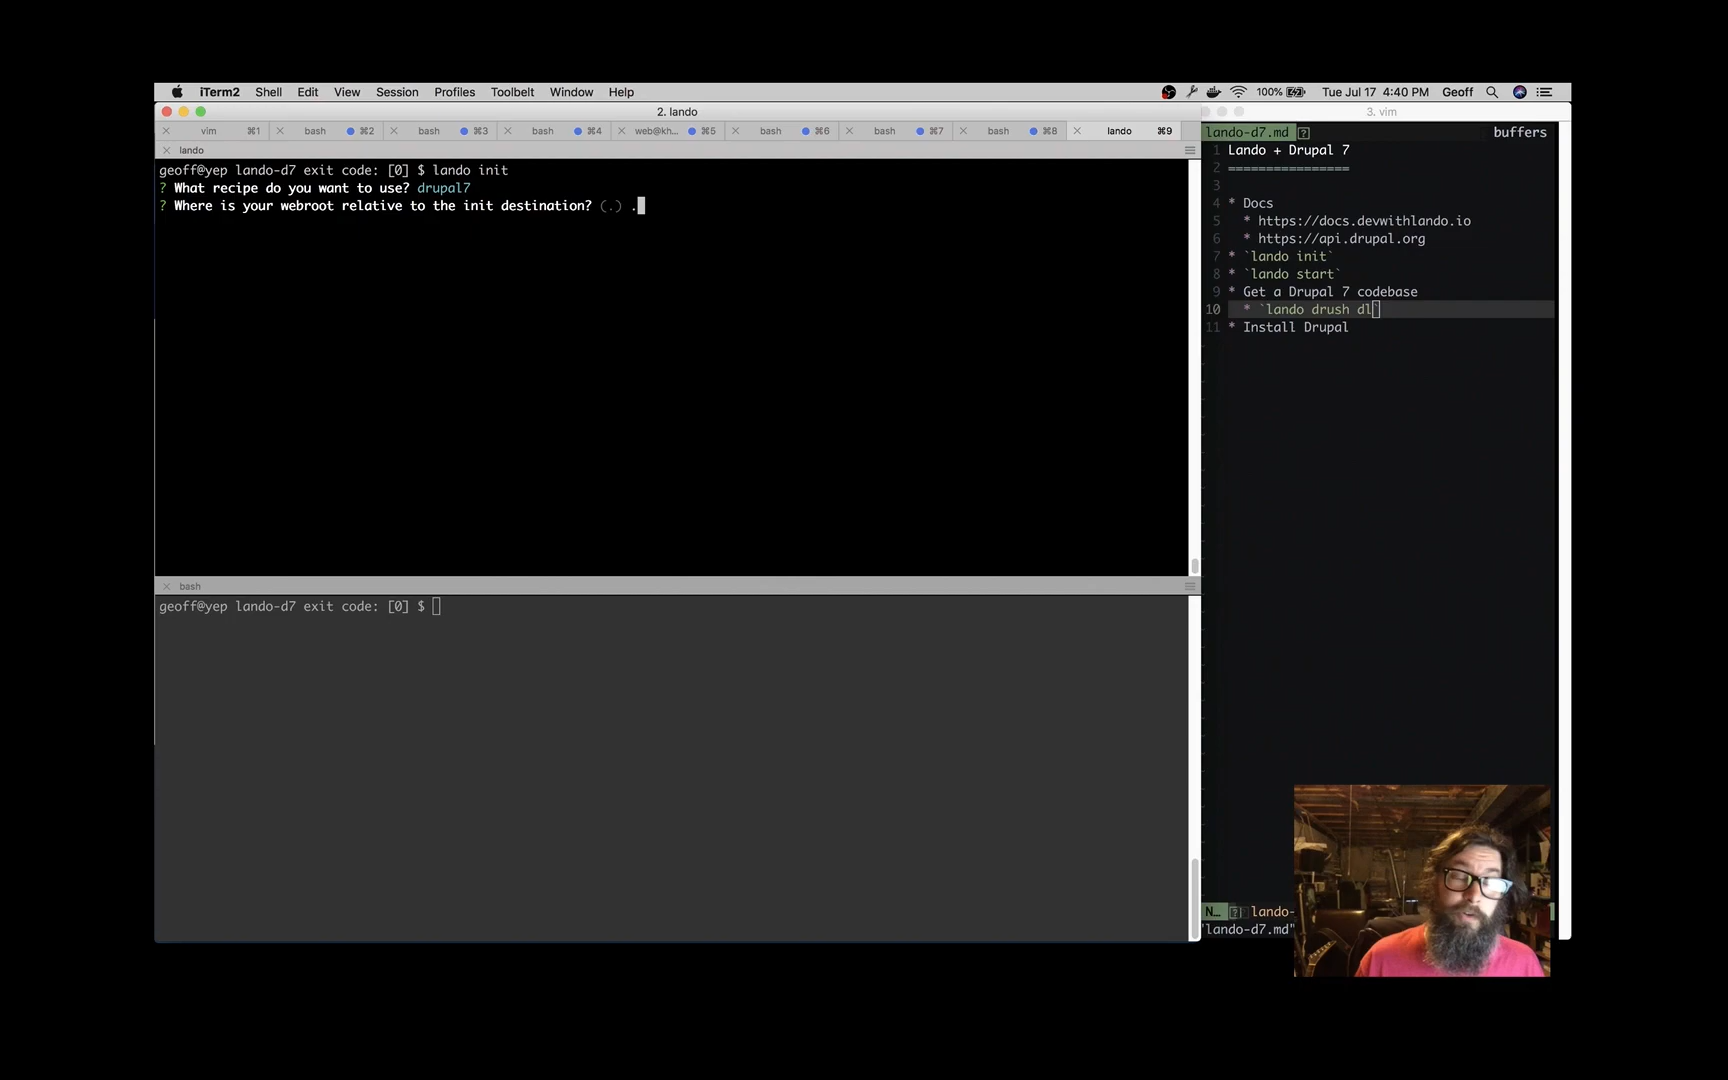 iTerm2 Shell Edit View Session Profiles Toolbelt Window Help 100% Tue Jul 17 4:40 PM Geoff
2. lando
vim ⌘1 bash ⌘2 bash ⌘3 bash ⌘4 web@kh... ⌘5 bash ⌘6 bash ⌘7 bash ⌘8 lando ⌘9
lando
geoff@yep lando-d7 exit code: [0] $ lando init
? What recipe do you want to use? drupal7
? Where is your webroot relative to the init destination? (.) .
bash
geoff@yep lando-d7 exit code: [0] $
3. vim
lando-d7.md ? buffers
1 Lando + Drupal 7
2 ================
3
4 * Docs
5 * https://docs.devwithlando.io
6 * https://api.drupal.org
7 * `lando init`
8 * `lando start`
9 * Get a Drupal 7 codebase
10 * `lando drush dl`
11 * Install Drupal
N... ? lando-
"lando-d7.md"